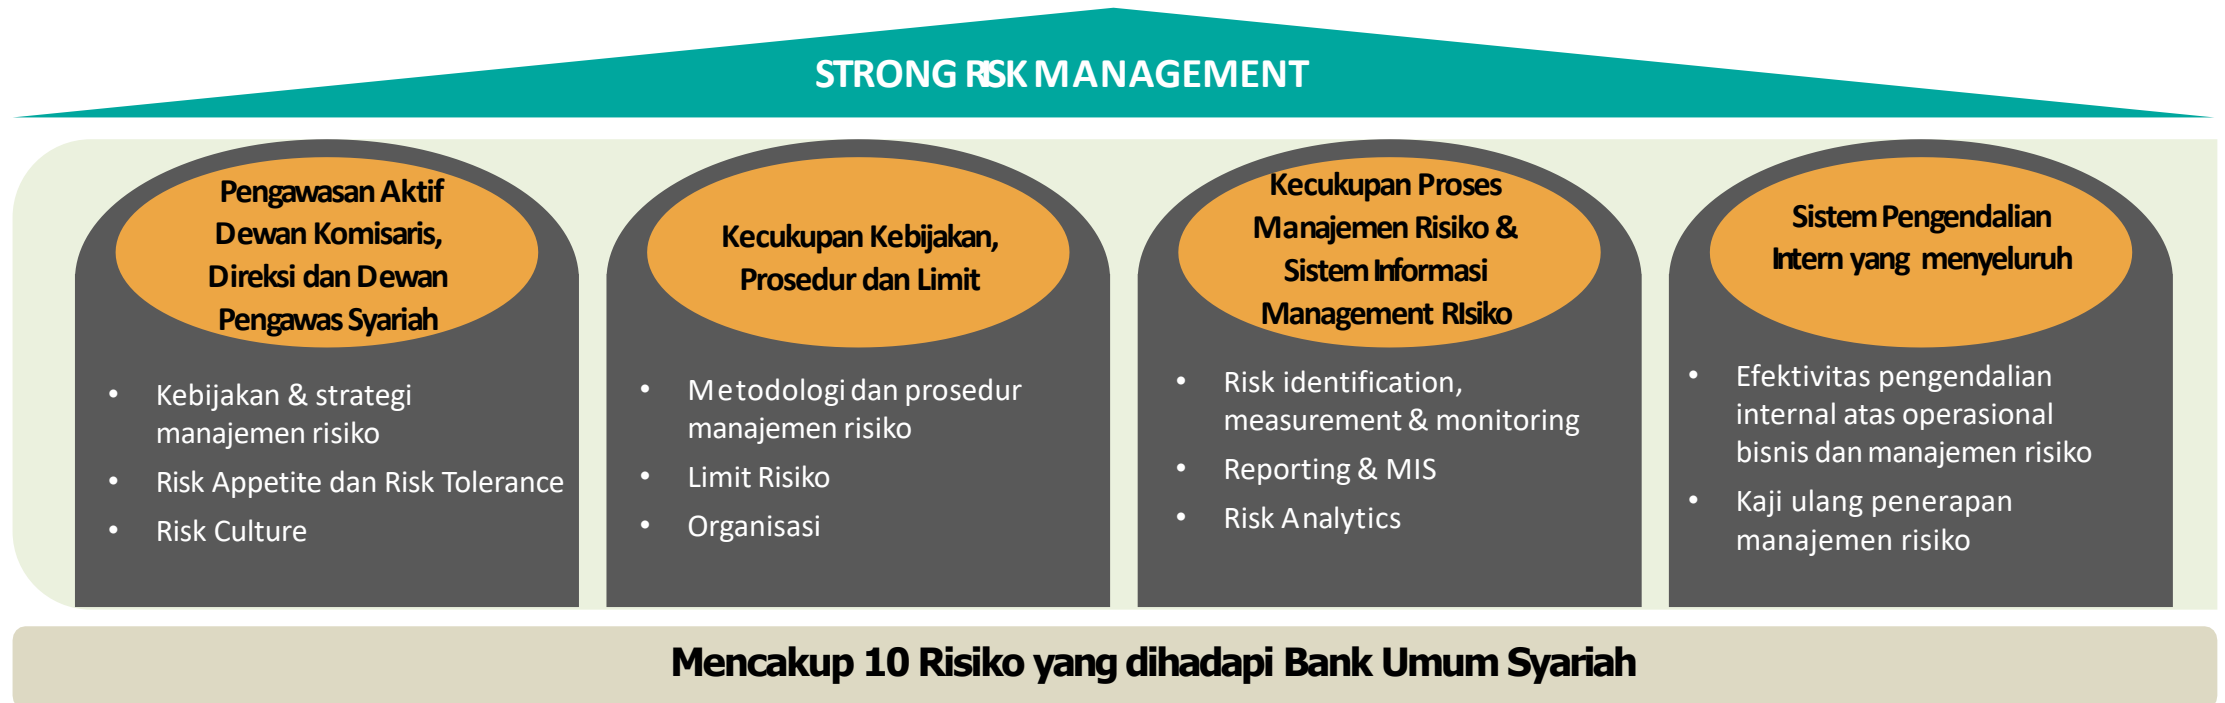 STRONG RISK MANAGEMENT
Pengawasan Aktif
Dewan Komisaris,
Direksi dan Dewan
Pengawas Syariah
• Kebijakan & strategi
manajemen risiko
• Risk Appetite dan Risk Tolerance
• Risk Culture
Kecukupan Kebijakan,
Prosedur dan Limit
• Metodologi dan prosedur
manajemen risiko
• Limit Risiko
• Organisasi
Kecukupan Proses
Manajemen Risiko &
Sistem Informasi
Management RIsiko
• Risk identification,
measurement & monitoring
• Reporting & MIS
• Risk Analytics
Sistem Pengendalian
Intern yang menyeluruh
• Efektivitas pengendalian
internal atas operasional
bisnis dan manajemen risiko
• Kaji ulang penerapan
manajemen risiko
Mencakup 10 Risiko yang dihadapi Bank Umum Syariah